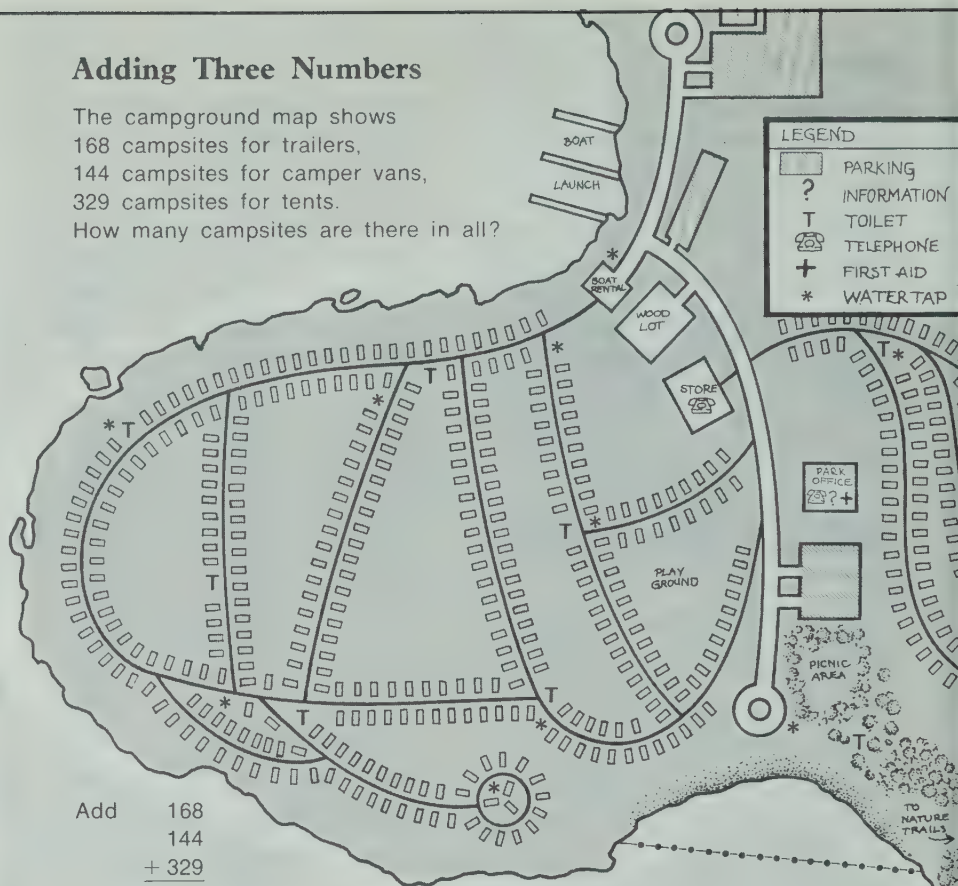 Adding Three Numbers
The campground map shows
168 campsites for trailers,
144 campsites for camper vans,
329 campsites for tents.
How many campsites are there in all?
BOAT
LAUNCH
LEGEND
PARKING
? INFORMATION
T TOILET
TELEPHONE
+ FIRST AID
* WATER TAP
*
BOAT
RENTAL
WOOD
LOT
STORE
* T
T
*
*
T *
PARK
OFFICE
? +
T
T
*
PLAY
GROUND
PICNIC
AREA
*
T
T
*
*
T
*
TO
NATURE
TRAILS
Add 168
144
+ 329